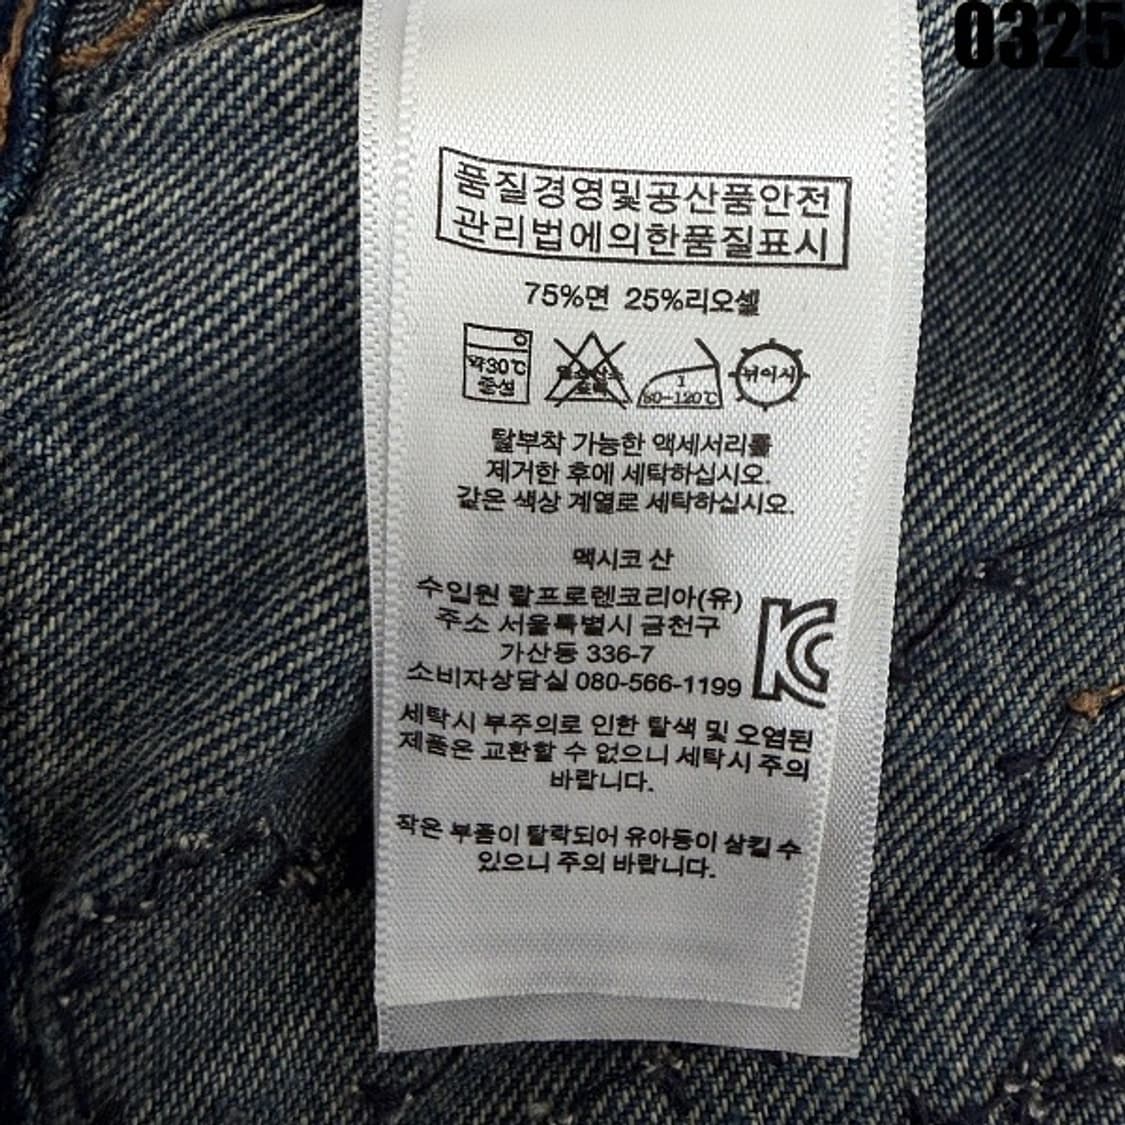 0325
품질경영및공산품안전
관리법에의한품질표시
75%면 25%리오셀
약30℃
중성
염소,산소
표백
1
80-120℃
뉘어서
탈부착 가능한 액세서리를
제거한 후에 세탁하십시오.
같은 색상 계열로 세탁하십시오.
멕시코 산
수입원 랄프로렌코리아(유)
주소 서울특별시 금천구
가산동 336-7
소비자상담실 080-566-1199
세탁시 부주의로 인한 탈색 및 오염된
제품은 교환할 수 없으니 세탁시 주의
바랍니다.
작은 부품이 탈락되어 유아등이 삼킬 수
있으니 주의 바랍니다.